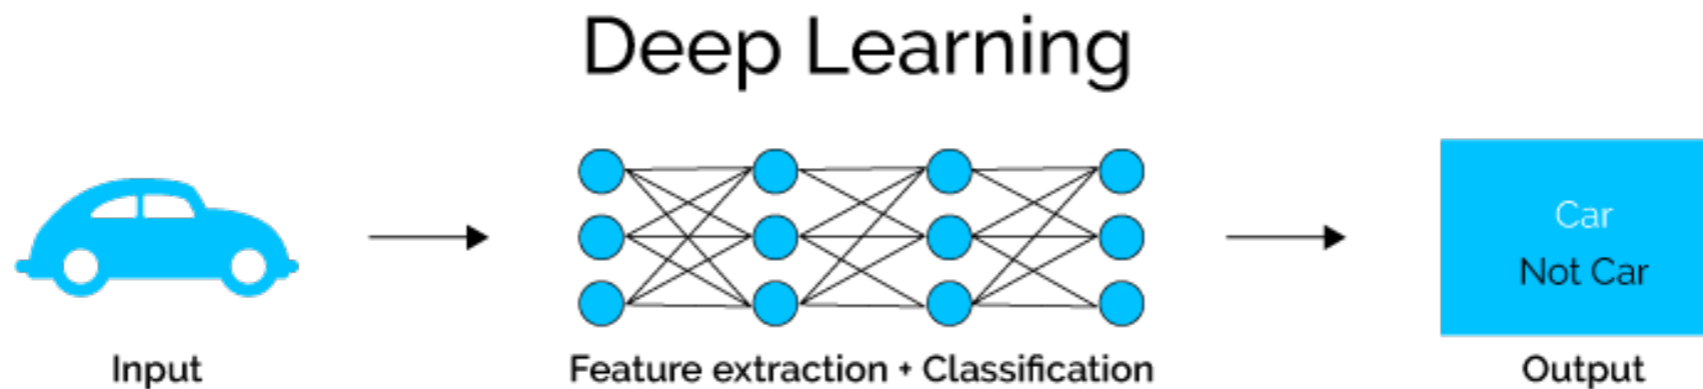 Deep Learning
Car
Not Car
Input
Feature extraction + Classification
Output